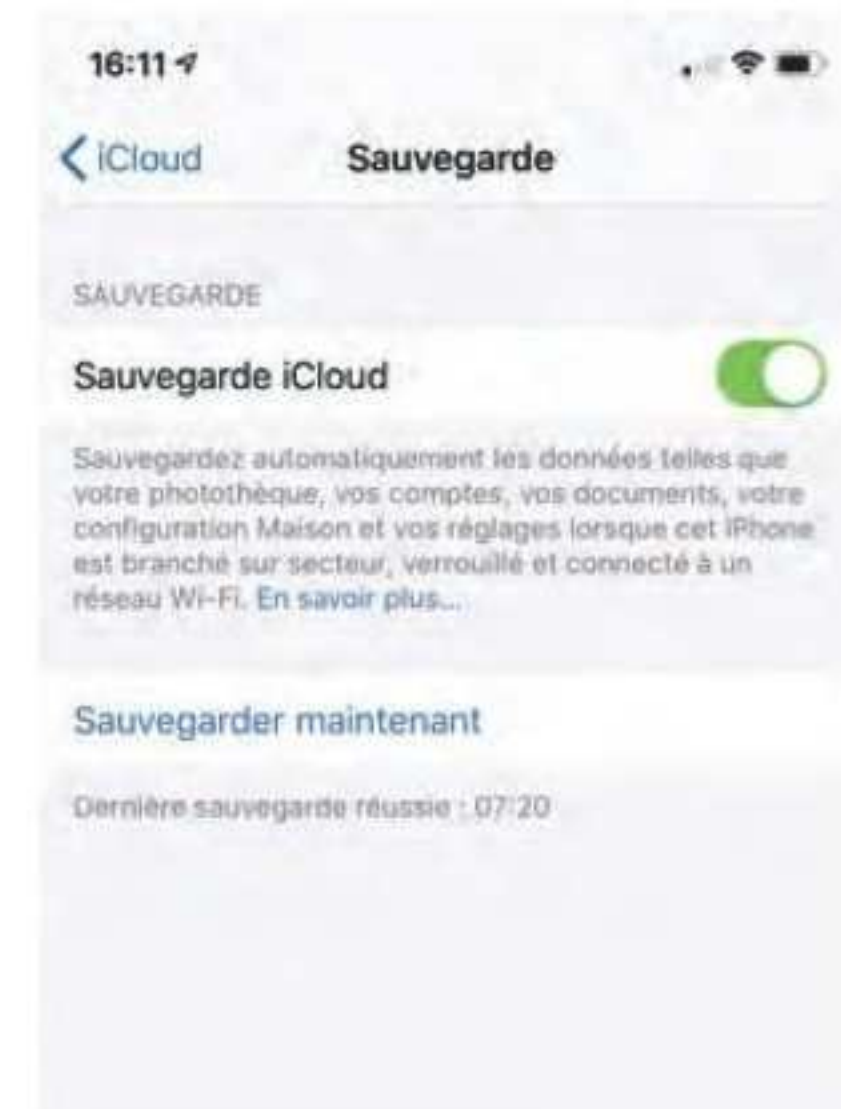 16:11
iCloud
Sauvegarde
SAUVEGARDE
Sauvegarde iCloud
Sauvegardez automatiquement les données telles que
votre photothèque, vos comptes, vos documents, votre
configuration Maison et vos réglages lorsque cet iPhone
est branché sur secteur, verrouillé et connecté à un
réseau Wi-Fi. En savoir plus...
Sauvegarder maintenant
Dernière sauvegarde réussie : 07:20